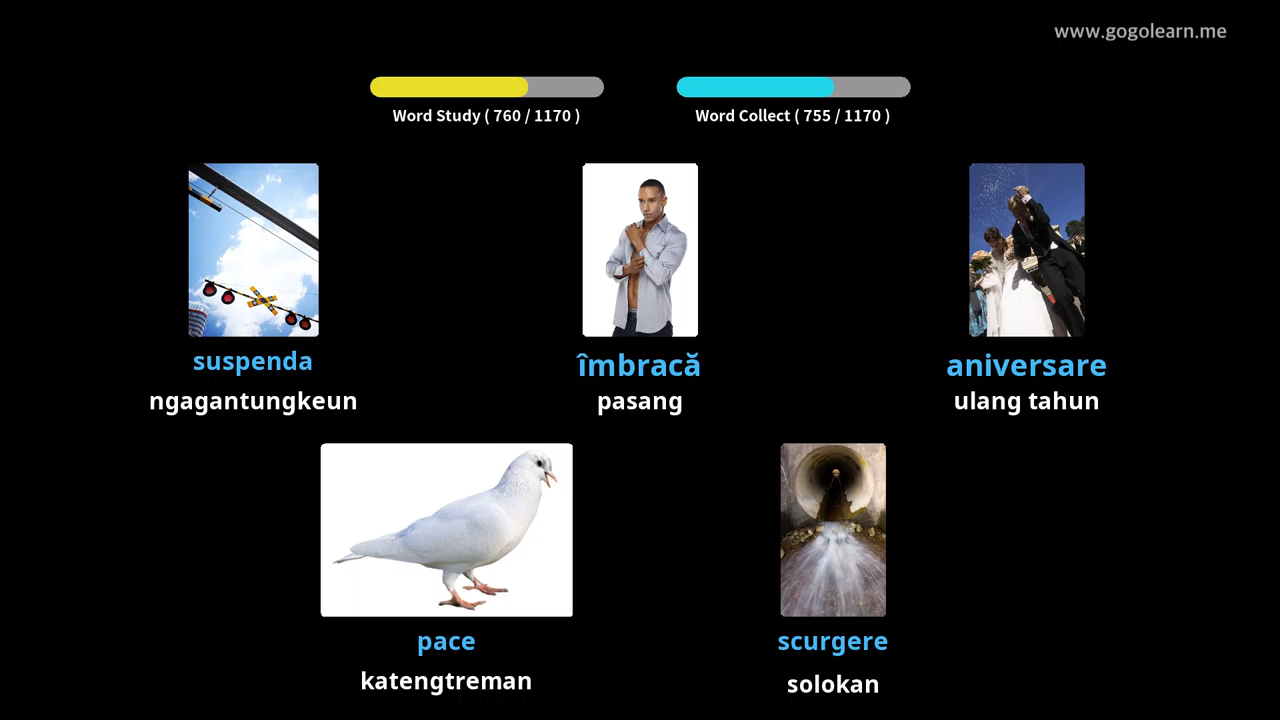 www.gogolearn.me
Word Study ( 760 / 1170 )
Word Collect ( 755 / 1170 )
suspenda
îmbracă
aniversare
ngagantungkeun
pasang
ulang tahun
pace
scurgere
katengtreman
solokan